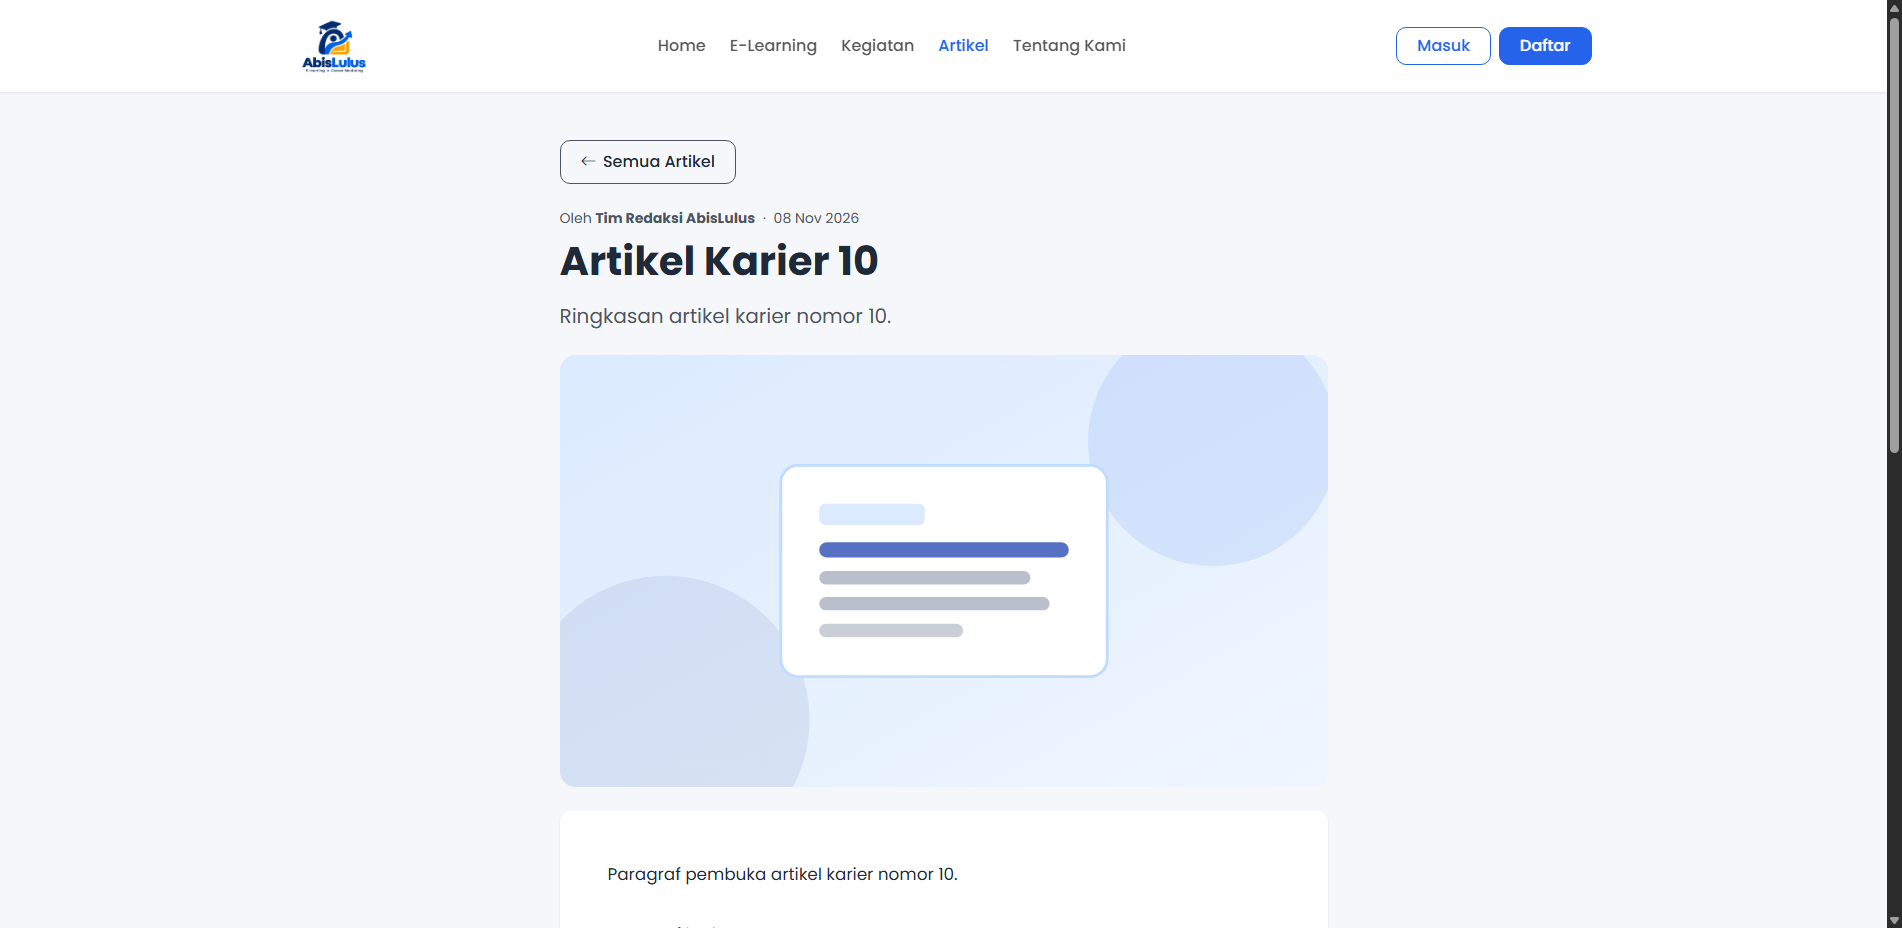 AbisLulus
Home
E-Learning
Kegiatan
Artikel
Tentang Kami
Masuk
Daftar
← Semua Artikel
Oleh Tim Redaksi AbisLulus · 08 Nov 2026
Artikel Karier 10
Ringkasan artikel karier nomor 10.
Paragraf pembuka artikel karier nomor 10.